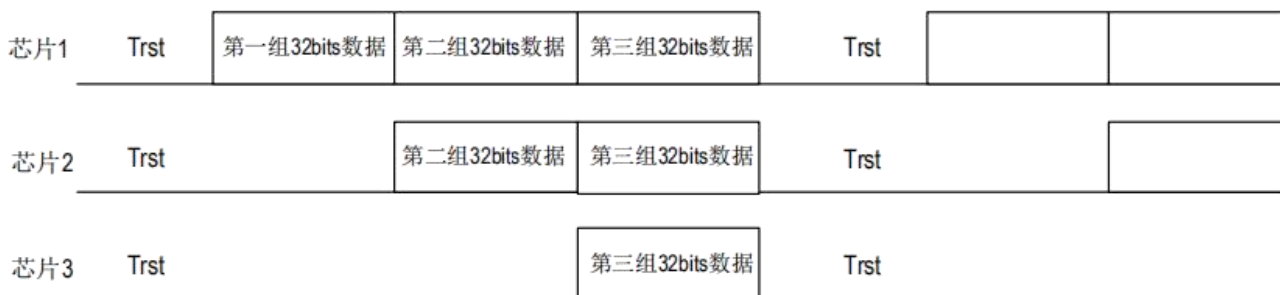 芯片1 Trst 第一组32bits数据 第二组32bits数据 第三组32bits数据 Trst
芯片2 Trst 第二组32bits数据 第三组32bits数据 Trst
芯片3 Trst 第三组32bits数据 Trst